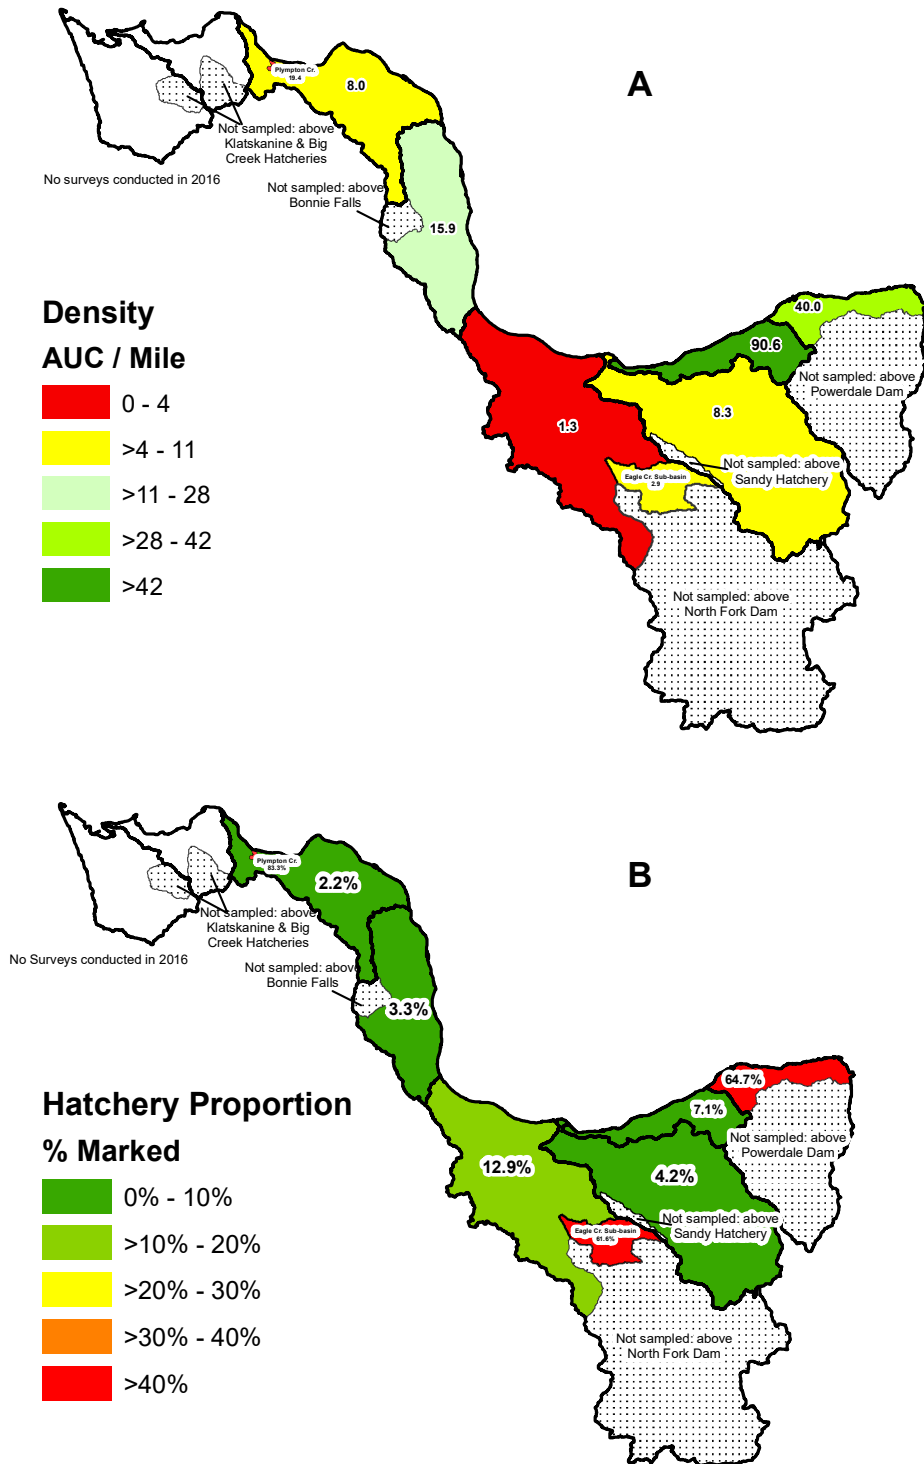 A
Plympton Cr.
19.4
8.0
Not sampled: above
Klatskanine & Big
Creek Hatcheries
No surveys conducted in 2016
Not sampled: above
Bonnie Falls
15.9
40.0
90.6
Not sampled: above
Powerdale Dam
8.3
1.3
Not sampled: above
Sandy Hatchery
Eagle Cr. Sub-basin
2.9
Not sampled: above
North Fork Dam
Density
AUC / Mile
0 - 4
>4 - 11
>11 - 28
>28 - 42
>42
B
Plympton Cr.
83.3%
2.2%
Not sampled: above
Klatskanine & Big
Creek Hatcheries
No Surveys conducted in 2016
Not sampled: above
Bonnie Falls
3.3%
64.7%
7.1%
Not sampled: above
Powerdale Dam
12.9%
4.2%
Not sampled: above
Sandy Hatchery
Eagle Cr. Sub-basin
61.6%
Not sampled: above
North Fork Dam
Hatchery Proportion
% Marked
0% - 10%
>10% - 20%
>20% - 30%
>30% - 40%
>40%